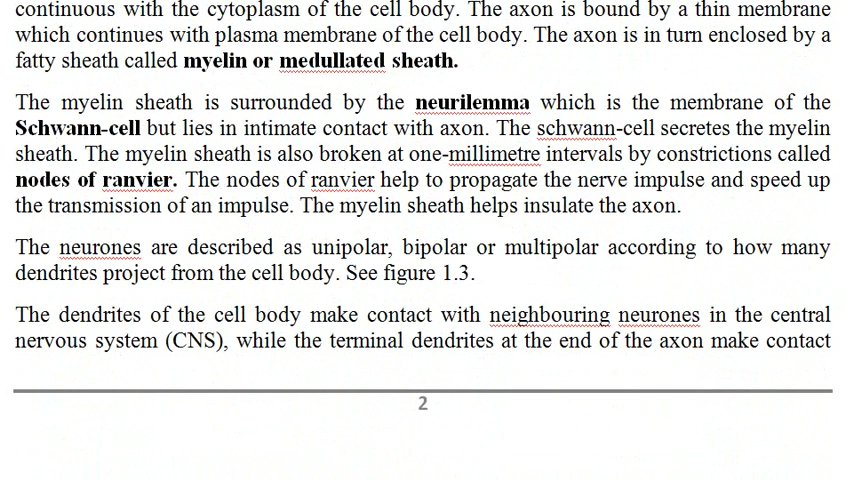 continuous with the cytoplasm of the cell body. The axon is bound by a thin membrane
which continues with plasma membrane of the cell body. The axon is in turn enclosed by a
fatty sheath called myelin or medullated sheath.
The myelin sheath is surrounded by the neurilemma which is the membrane of the
Schwann-cell but lies in intimate contact with axon. The schwann-cell secretes the myelin
sheath. The myelin sheath is also broken at one-millimetre intervals by constrictions called
nodes of ranvier. The nodes of ranvier help to propagate the nerve impulse and speed up
the transmission of an impulse. The myelin sheath helps insulate the axon.
The neurones are described as unipolar, bipolar or multipolar according to how many
dendrites project from the cell body. See figure 1.3.
The dendrites of the cell body make contact with neighbouring neurones in the central
nervous system (CNS), while the terminal dendrites at the end of the axon make contact
2